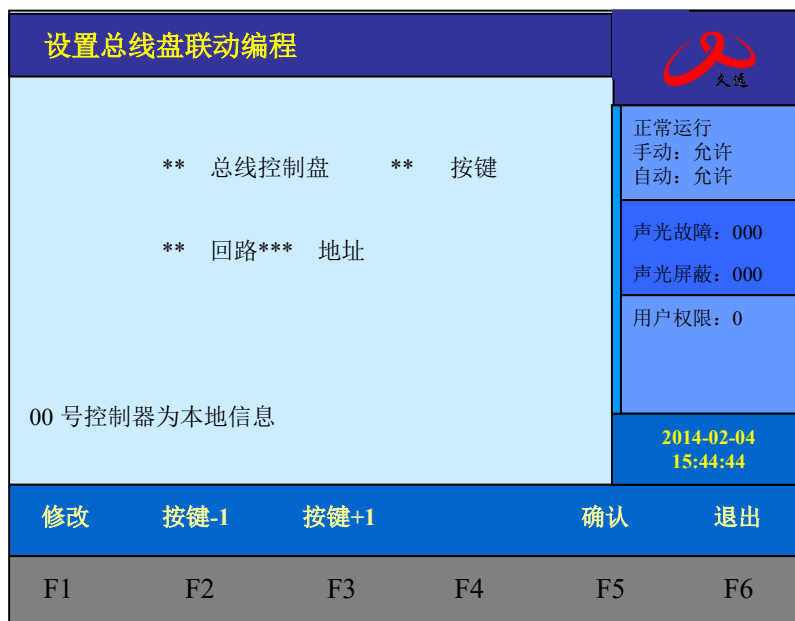 设置总线盘联动编程
久远
正常运行
手动：允许
自动：允许
** 总线控制盘 ** 按键
声光故障：000
** 回路*** 地址
声光屏蔽：000
用户权限：0
00 号控制器为本地信息
2014-02-04
15:44:44
修改 按键-1 按键+1 确认 退出
F1 F2 F3 F4 F5 F6